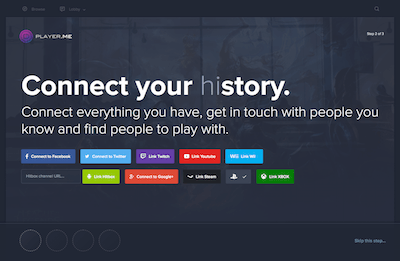 Browse
Lobby
PLAYER.ME
Step 2 of 3
Connect your history.
Connect everything you have, get in touch with people you
know and find people to play with.
Connect to Facebook
Connect to Twitter
Link Twitch
Link Youtube
Wii Link Wii
Hitbox channel URL...
Link Hitbox
Connect to Google+
Link Steam
Link XBOX
Skip this step...